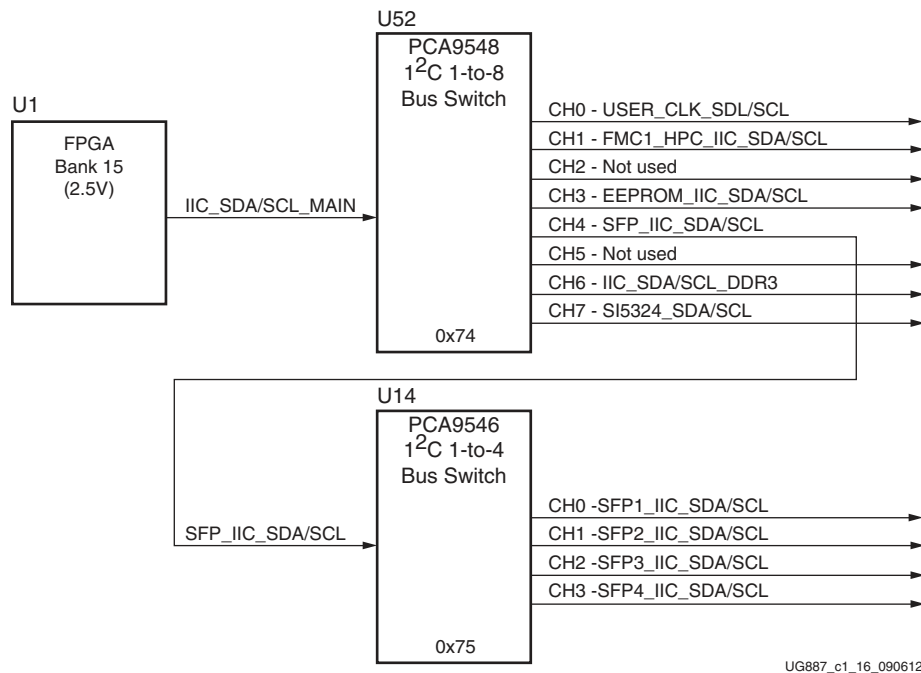 U52
PCA9548
1²C 1-to-8
Bus Switch
U1
FPGA
Bank 15
(2.5V)
IIC_SDA/SCL_MAIN
CH0 - USER_CLK_SDL/SCL
CH1 - FMC1_HPC_IIC_SDA/SCL
CH2 - Not used
CH3 - EEPROM_IIC_SDA/SCL
CH4 - SFP_IIC_SDA/SCL
CH5 - Not used
CH6 - IIC_SDA/SCL_DDR3
CH7 - SI5324_SDA/SCL
0x74
U14
PCA9546
1²C 1-to-4
Bus Switch
SFP_IIC_SDA/SCL
CH0 -SFP1_IIC_SDA/SCL
CH1 -SFP2_IIC_SDA/SCL
CH2 -SFP3_IIC_SDA/SCL
CH3 -SFP4_IIC_SDA/SCL
0x75
UG887_c1_16_090612